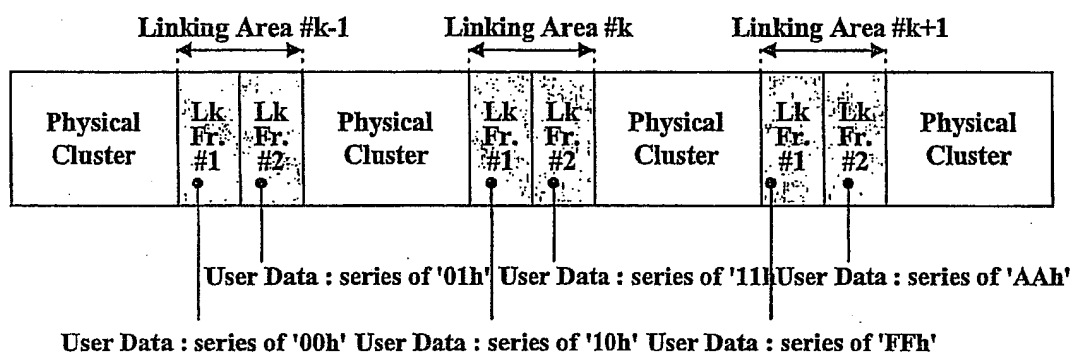 Linking Area #k-1 Linking Area #k Linking Area #k+1
Physical Cluster
Lk Fr. #1
Lk Fr. #2
Physical Cluster
Lk Fr. #1
Lk Fr. #2
Physical Cluster
Lk Fr. #1
Lk Fr. #2
Physical Cluster
User Data : series of '01h' User Data : series of '11h User Data : series of 'AAh'
User Data : series of '00h' User Data : series of '10h' User Data : series of 'FFh'